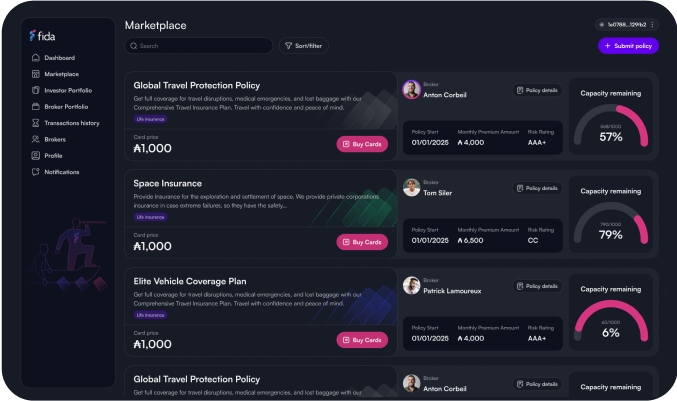 fida
Dashboard
Marketplace
Investor Portfolio
Broker Portfolio
Transactions history
Brokers
Profile
Notifications
Marketplace
Search
Sort/filter
1e0788...129fb2
+ Submit policy
Global Travel Protection Policy
Get full coverage for travel disruptions, medical emergencies, and lost baggage with our
Comprehensive Travel Insurance Plan. Travel with confidence and peace of mind.
Life insurance
Card price
₳1,000
Buy Cards
Broker
Anton Corbeil
Policy details
Policy Start
Monthly Premium Amount
Risk Rating
01/01/2025
₳ 4,000
AAA+
Capacity remaining
568/1000
57%
Space Insurance
Provide Insurance for the exploration and settlement of space. We provide private corporations
insurance in case extreme failures, so they have the safety...
Life insurance
Card price
₳1,000
Buy Cards
Broker
Tom Siler
Policy details
Policy Start
Monthly Premium Amount
Risk Rating
01/01/2025
₳ 6,500
CC
Capacity remaining
790/1000
79%
Elite Vehicle Coverage Plan
Get full coverage for travel disruptions, medical emergencies, and lost baggage with our
Comprehensive Travel Insurance Plan. Travel with confidence and peace of mind.
Life insurance
Card price
₳1,000
Buy Cards
Broker
Patrick Lamoureux
Policy details
Policy Start
Monthly Premium Amount
Risk Rating
01/01/2025
₳ 4,000
AAA+
Capacity remaining
60/1000
6%
Global Travel Protection Policy
Get full coverage for travel disruptions, medical emergencies, and lost baggage with our
Broker
Anton Corbeil
Policy details
Capacity remaining